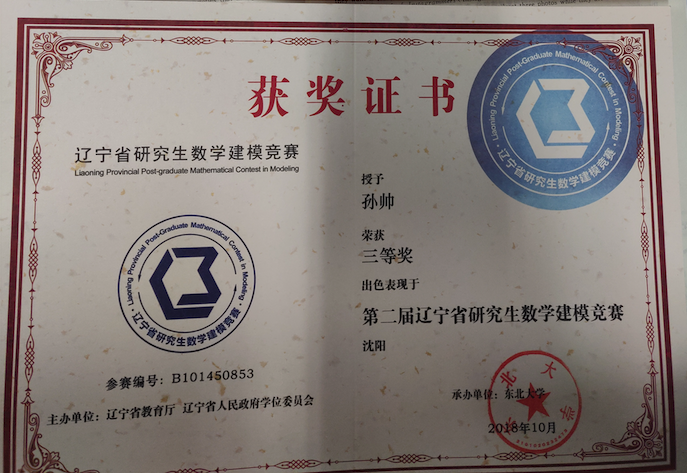 获奖证书
Liaoning Provincial Post-Graduate Mathematical Contest in Modeling
辽宁省研究生数学建模竞赛
辽宁省研究生数学建模竞赛
Liaoning Provincial Post-graduate Mathematical Contest in Modeling
Liaoning Provincial Post-Graduate Mathematical Contest in Modeling
辽宁省研究生数学建模竞赛
参赛编号：B101450853
主办单位：辽宁省教育厅 辽宁省人民政府学位委员会
授予
孙帅
荣获
三等奖
出色表现于
第二届辽宁省研究生数学建模竞赛
沈阳
承办单位：东北大学
2018年10月
东北大学